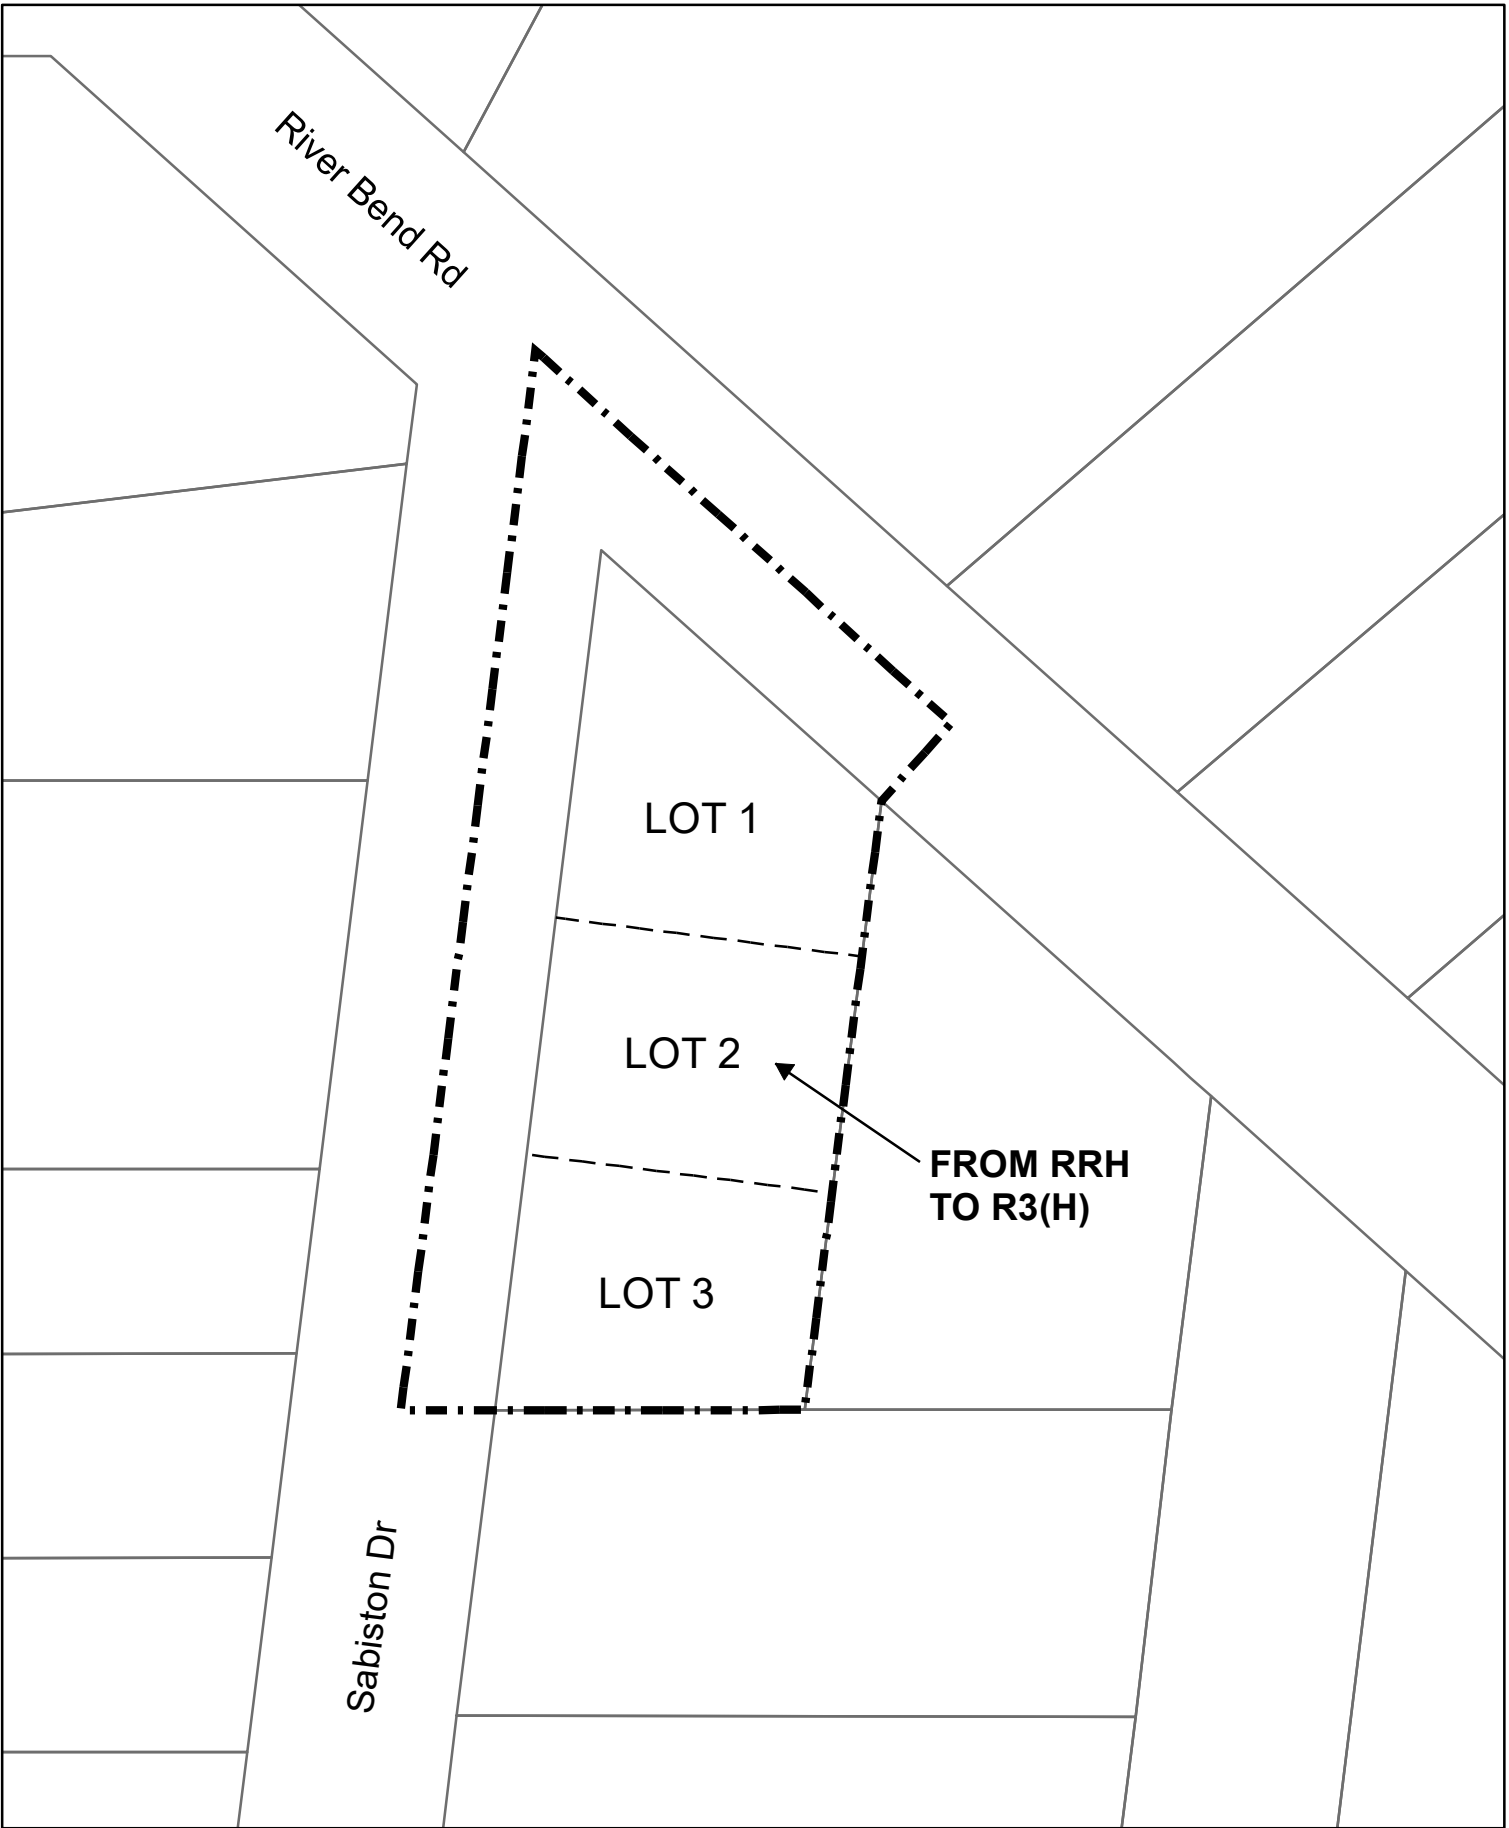 River Bend Rd
LOT 1
LOT 2
FROM RRH
TO R3(H)
LOT 3
Sabiston Dr